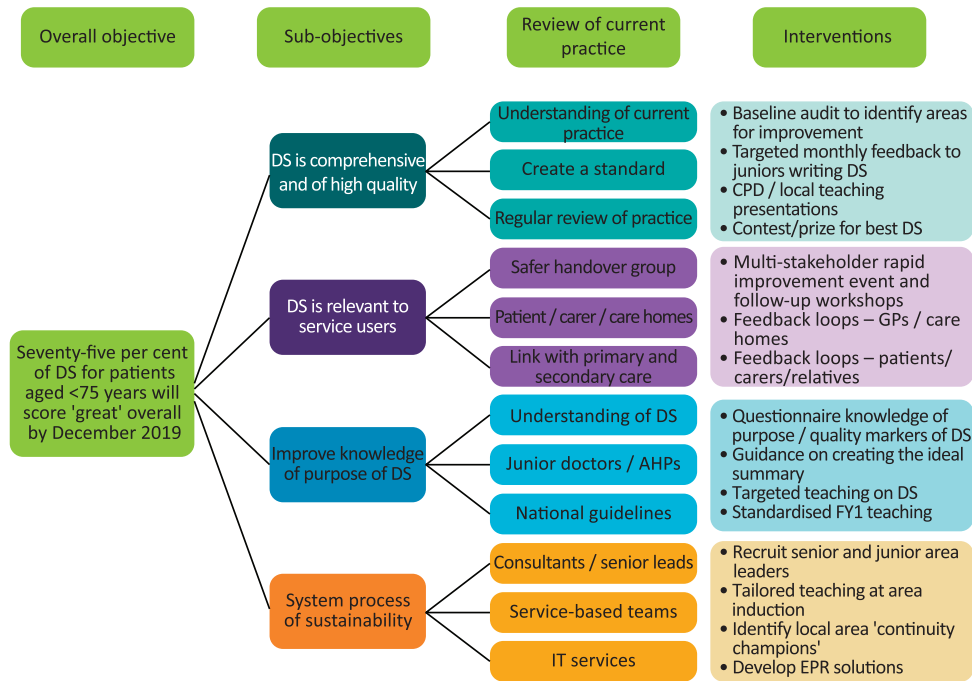 Overall objective
Sub-objectives
Review of current
practice
Interventions
Seventy-five per cent
of DS for patients
aged <75 years will
score 'great' overall
by December 2019
DS is comprehensive
and of high quality
Understanding of current
practice
Create a standard
Regular review of practice
• Baseline audit to identify areas
for improvement
• Targeted monthly feedback to
juniors writing DS
• CPD / local teaching
presentations
• Contest/prize for best DS
DS is relevant to
service users
Safer handover group
Patient / carer / care homes
Link with primary and
secondary care
• Multi-stakeholder rapid
improvement event and
follow-up workshops
• Feedback loops – GPs / care
homes
• Feedback loops – patients/
carers/relatives
Improve knowledge
of purpose of DS
Understanding of DS
Junior doctors / AHPs
National guidelines
• Questionnaire knowledge of
purpose / quality markers of DS
• Guidance on creating the ideal
summary
• Targeted teaching on DS
• Standardised FY1 teaching
System process
of sustainability
Consultants / senior leads
Service-based teams
IT services
• Recruit senior and junior area
leaders
• Tailored teaching at area
induction
• Identify local area 'continuity
champions'
• Develop EPR solutions